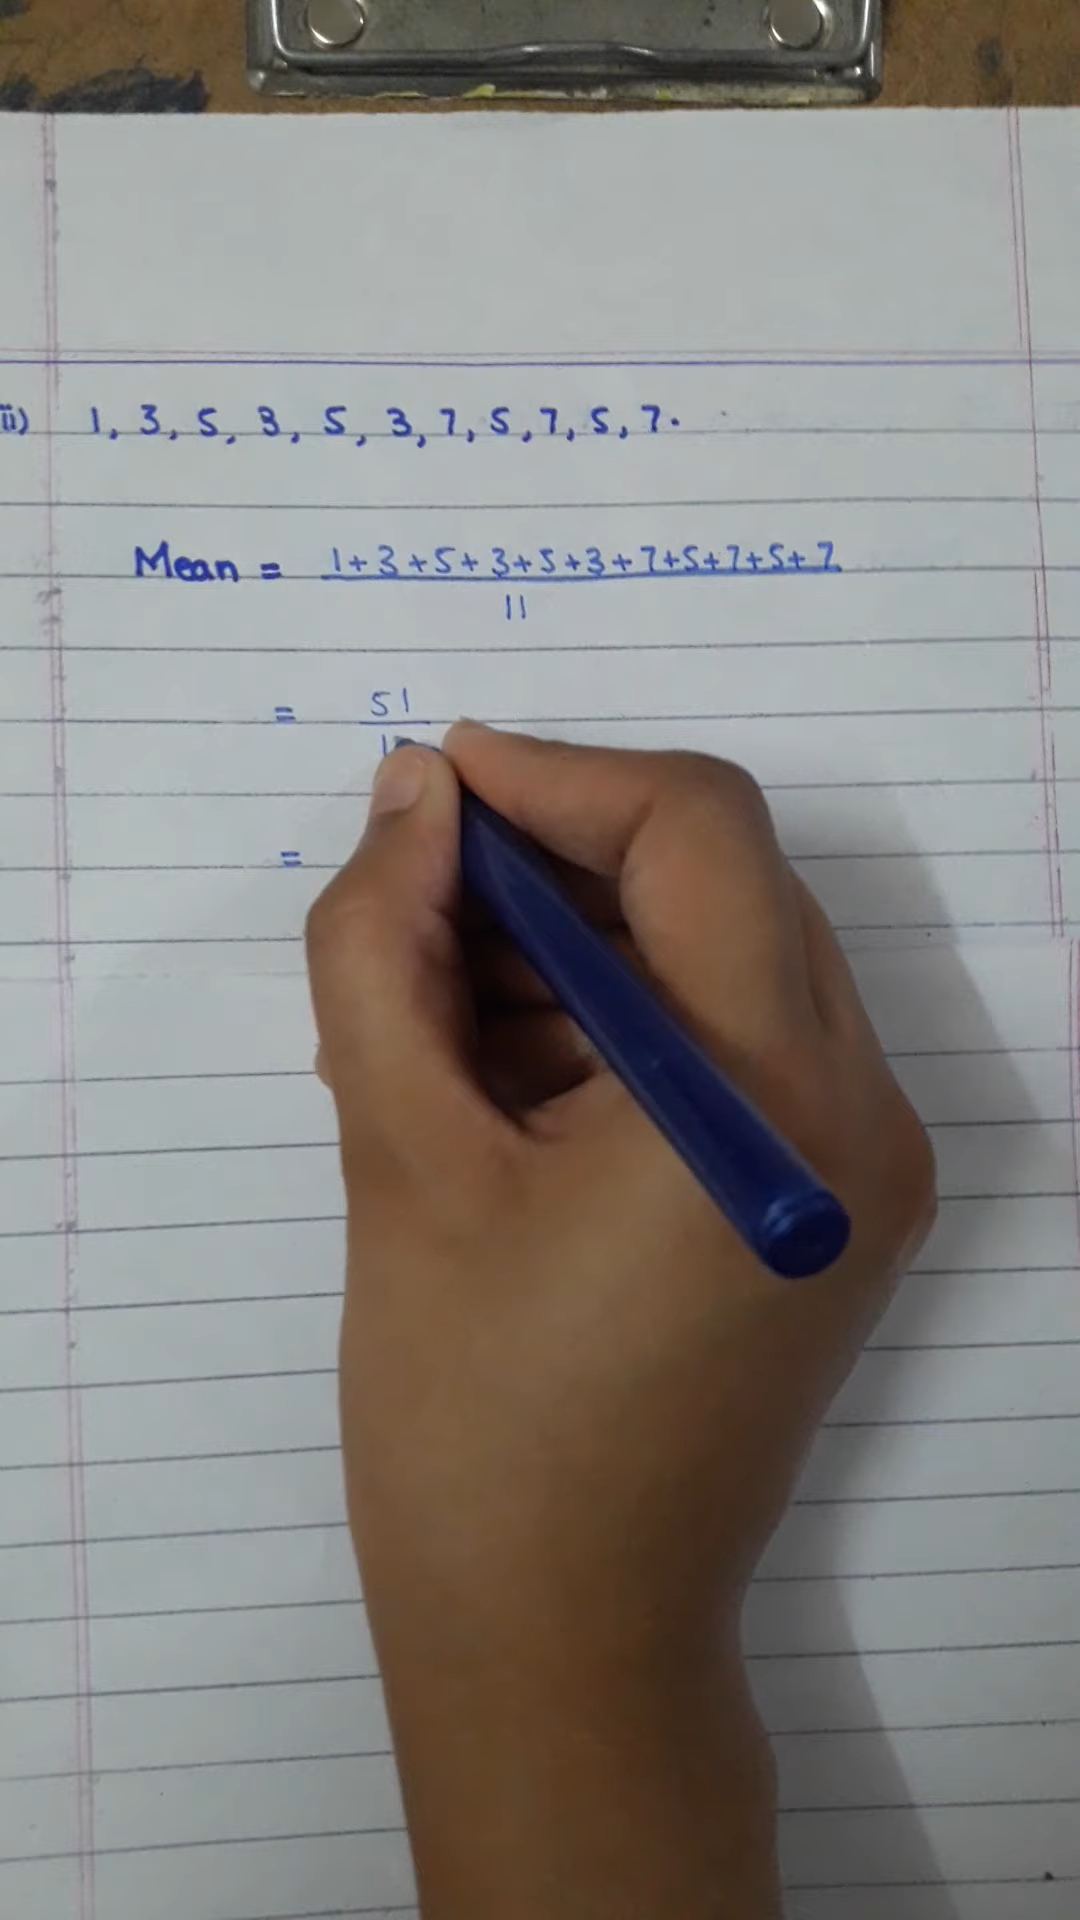 ii) 1, 3, 5, 3, 5, 3, 7, 5, 7, 5, 7.
Mean = 1+3+5+3+5+3+7+5+7+5+7
11
= 51
1
=